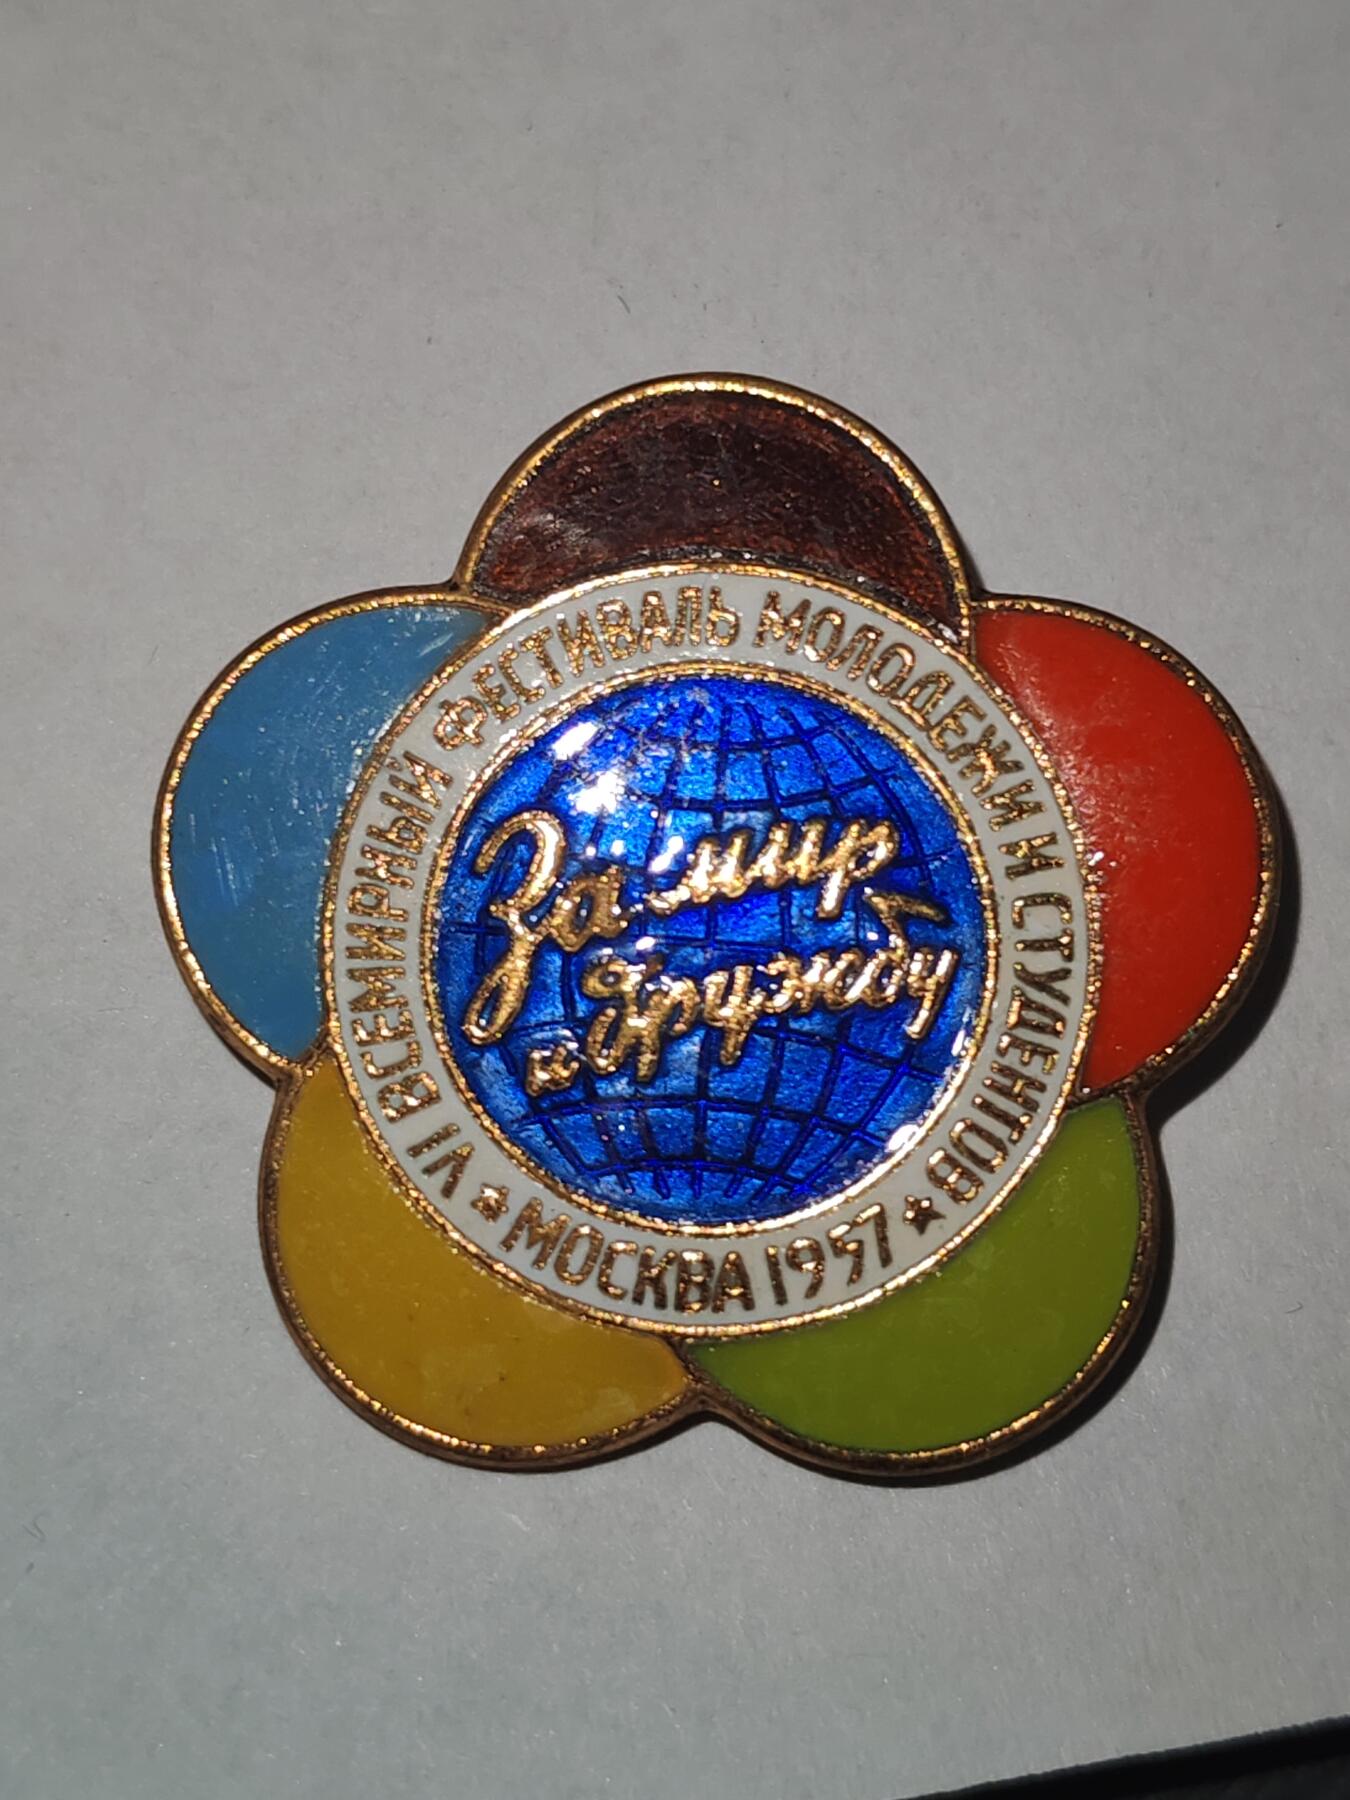 VI ВСЕМИРНЫЙ ФЕСТИВАЛЬ МОЛОДЕЖИ И СТУДЕНТОВ
За мир
и дружбу
★ МОСКВА 1957 ★